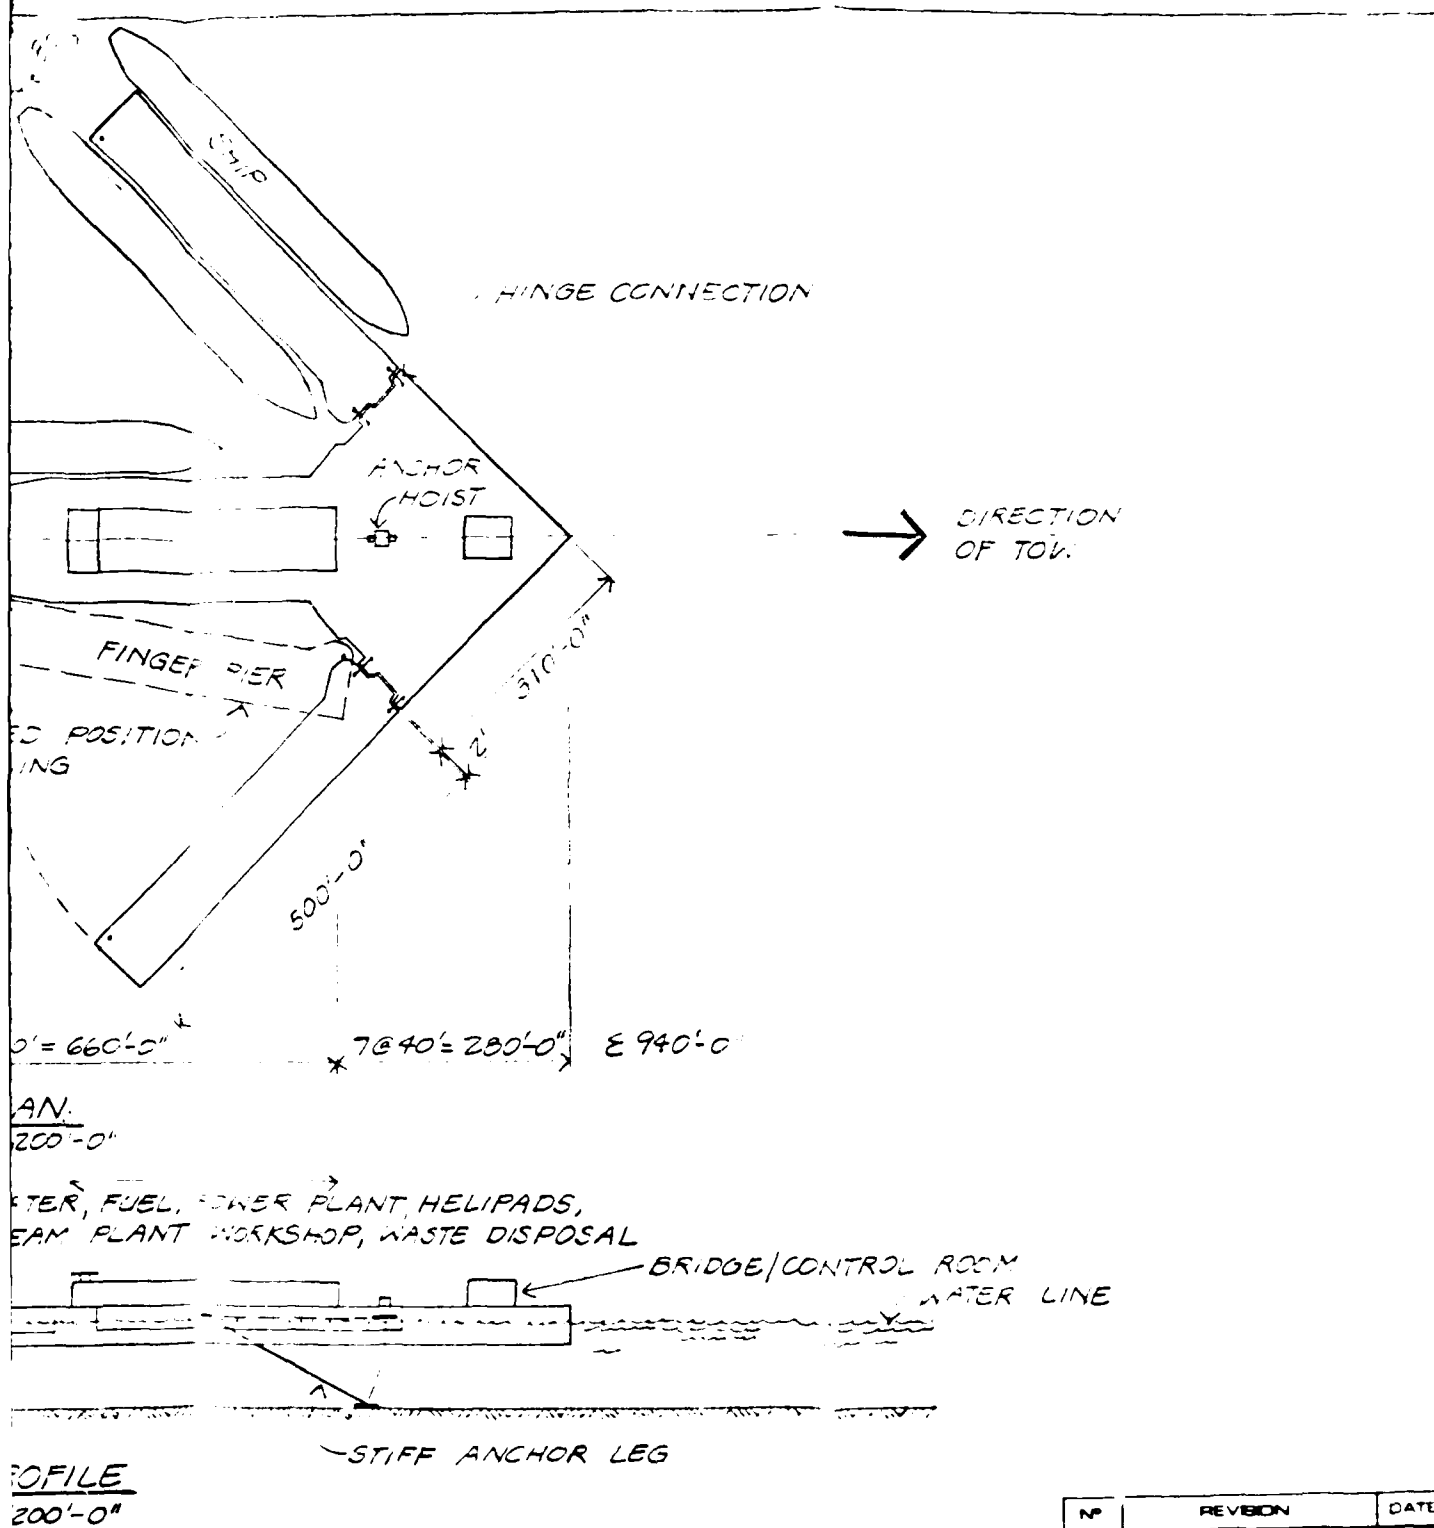 SHIP
HINGE CONNECTION
ANCHOR
HOIST
DIRECTION
OF TOW
FINGER PIER
310'-0"
2'
ED POSITION
ING
500'-0"
0' = 660'-0"
7@40' = 280'-0"
Σ 940'-0
AN.
200'-0"
TER, FUEL, POWER PLANT, HELIPADS,
EAM PLANT WORKSHOP, WASTE DISPOSAL
BRIDGE/CONTROL ROOM
WATER LINE
STIFF ANCHOR LEG
OFILE
200'-0"
Nº REVISION DATE